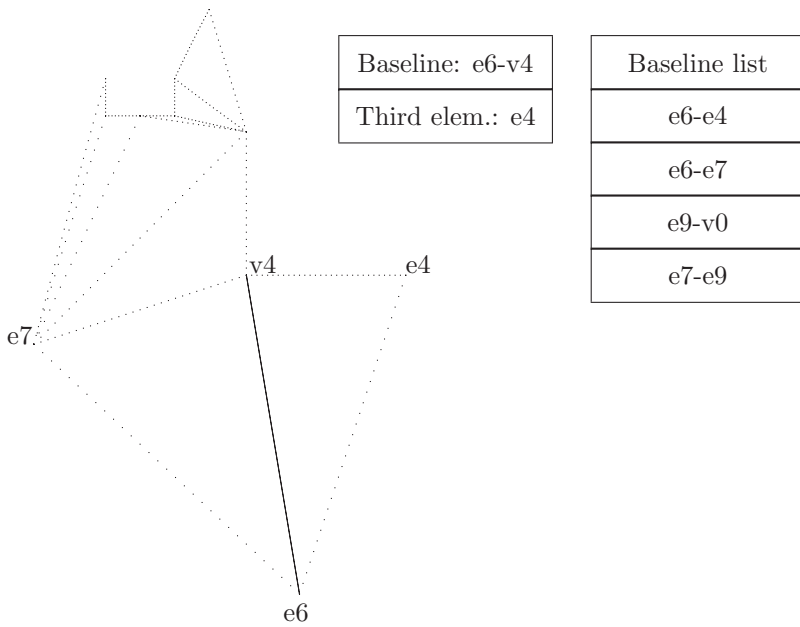 Baseline: e6-v4
Third elem.: e4
Baseline list
e6-e4
e6-e7
e9-v0
e7-e9
v4
e4
e7
e6